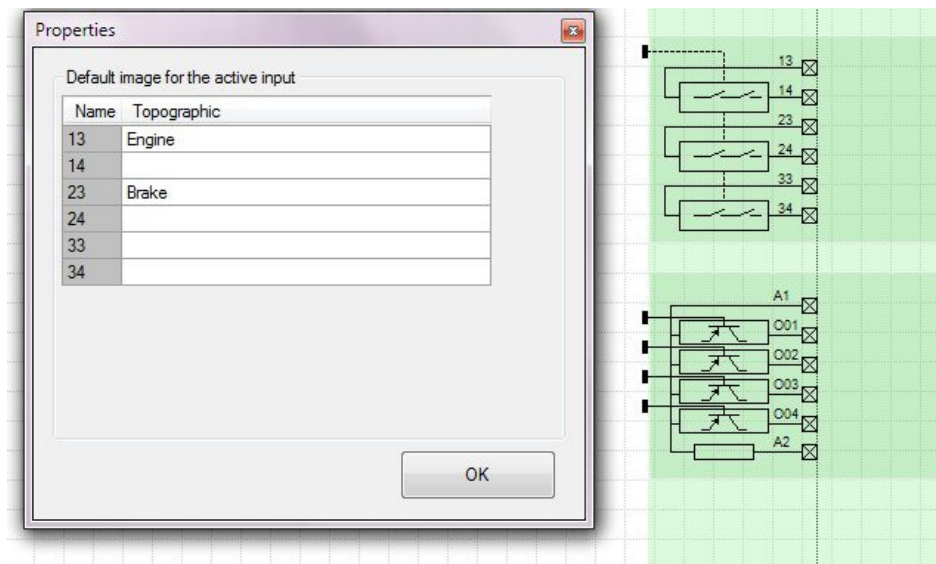 Properties
Default image for the active input
Name Topographic
13 Engine
14
23 Brake
24
33
34
OK
13
14
23
24
33
34
A1
O01
O02
O03
O04
A2